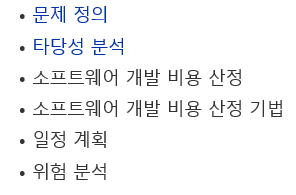 • 문제 정의
• 타당성 분석
• 소프트웨어 개발 비용 산정
• 소프트웨어 개발 비용 산정 기법
• 일정 계획
• 위험 분석